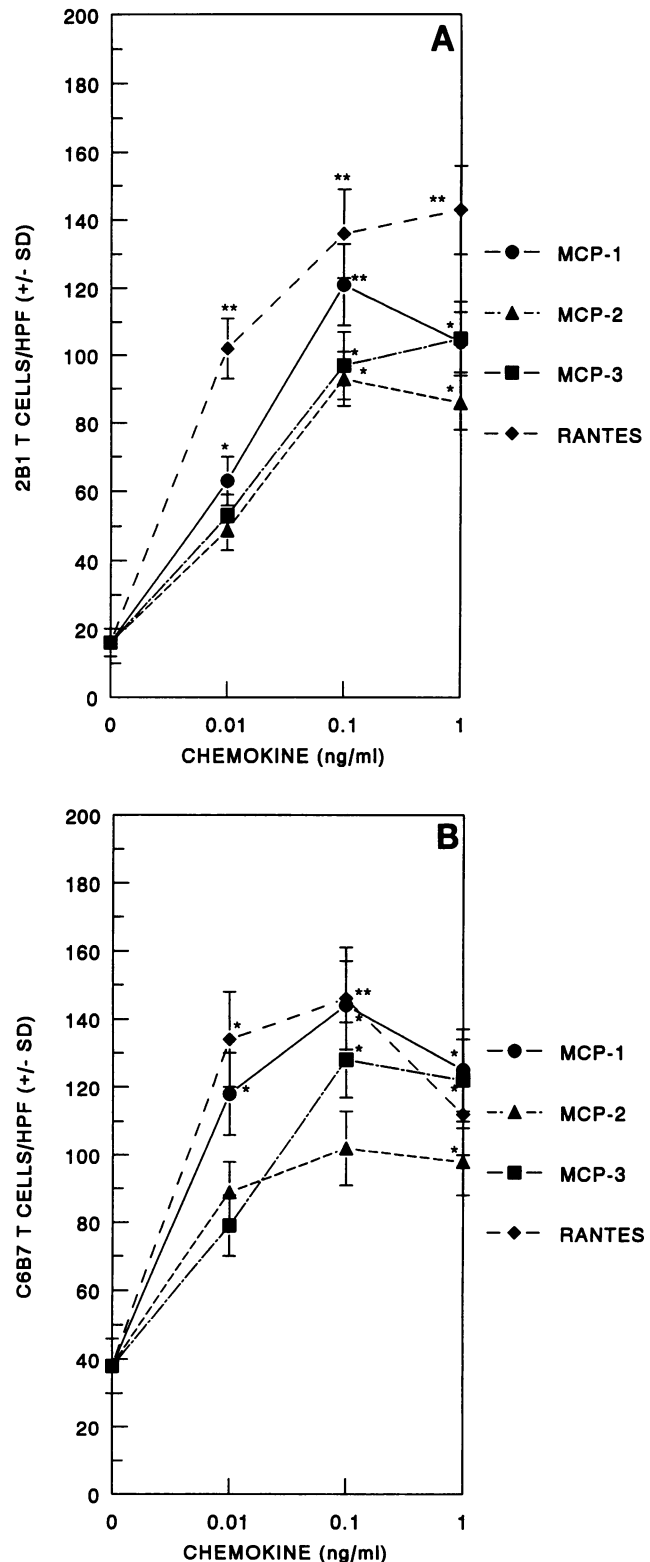 A
200
180
160
140
120
100
80
60
40
20
0
2B1 T CELLS/HPF (+/- SD)
**
**
**
*
**
*
*
*
*
MCP-1
MCP-2
MCP-3
RANTES
0 0.01 0.1 1
CHEMOKINE (ng/ml)
B
200
180
160
140
120
100
80
60
40
20
0
C6B7 T CELLS/HPF (+/- SD)
*
*
**
*
*
*
*
*
MCP-1
MCP-2
MCP-3
RANTES
0 0.01 0.1 1
CHEMOKINE (ng/ml)